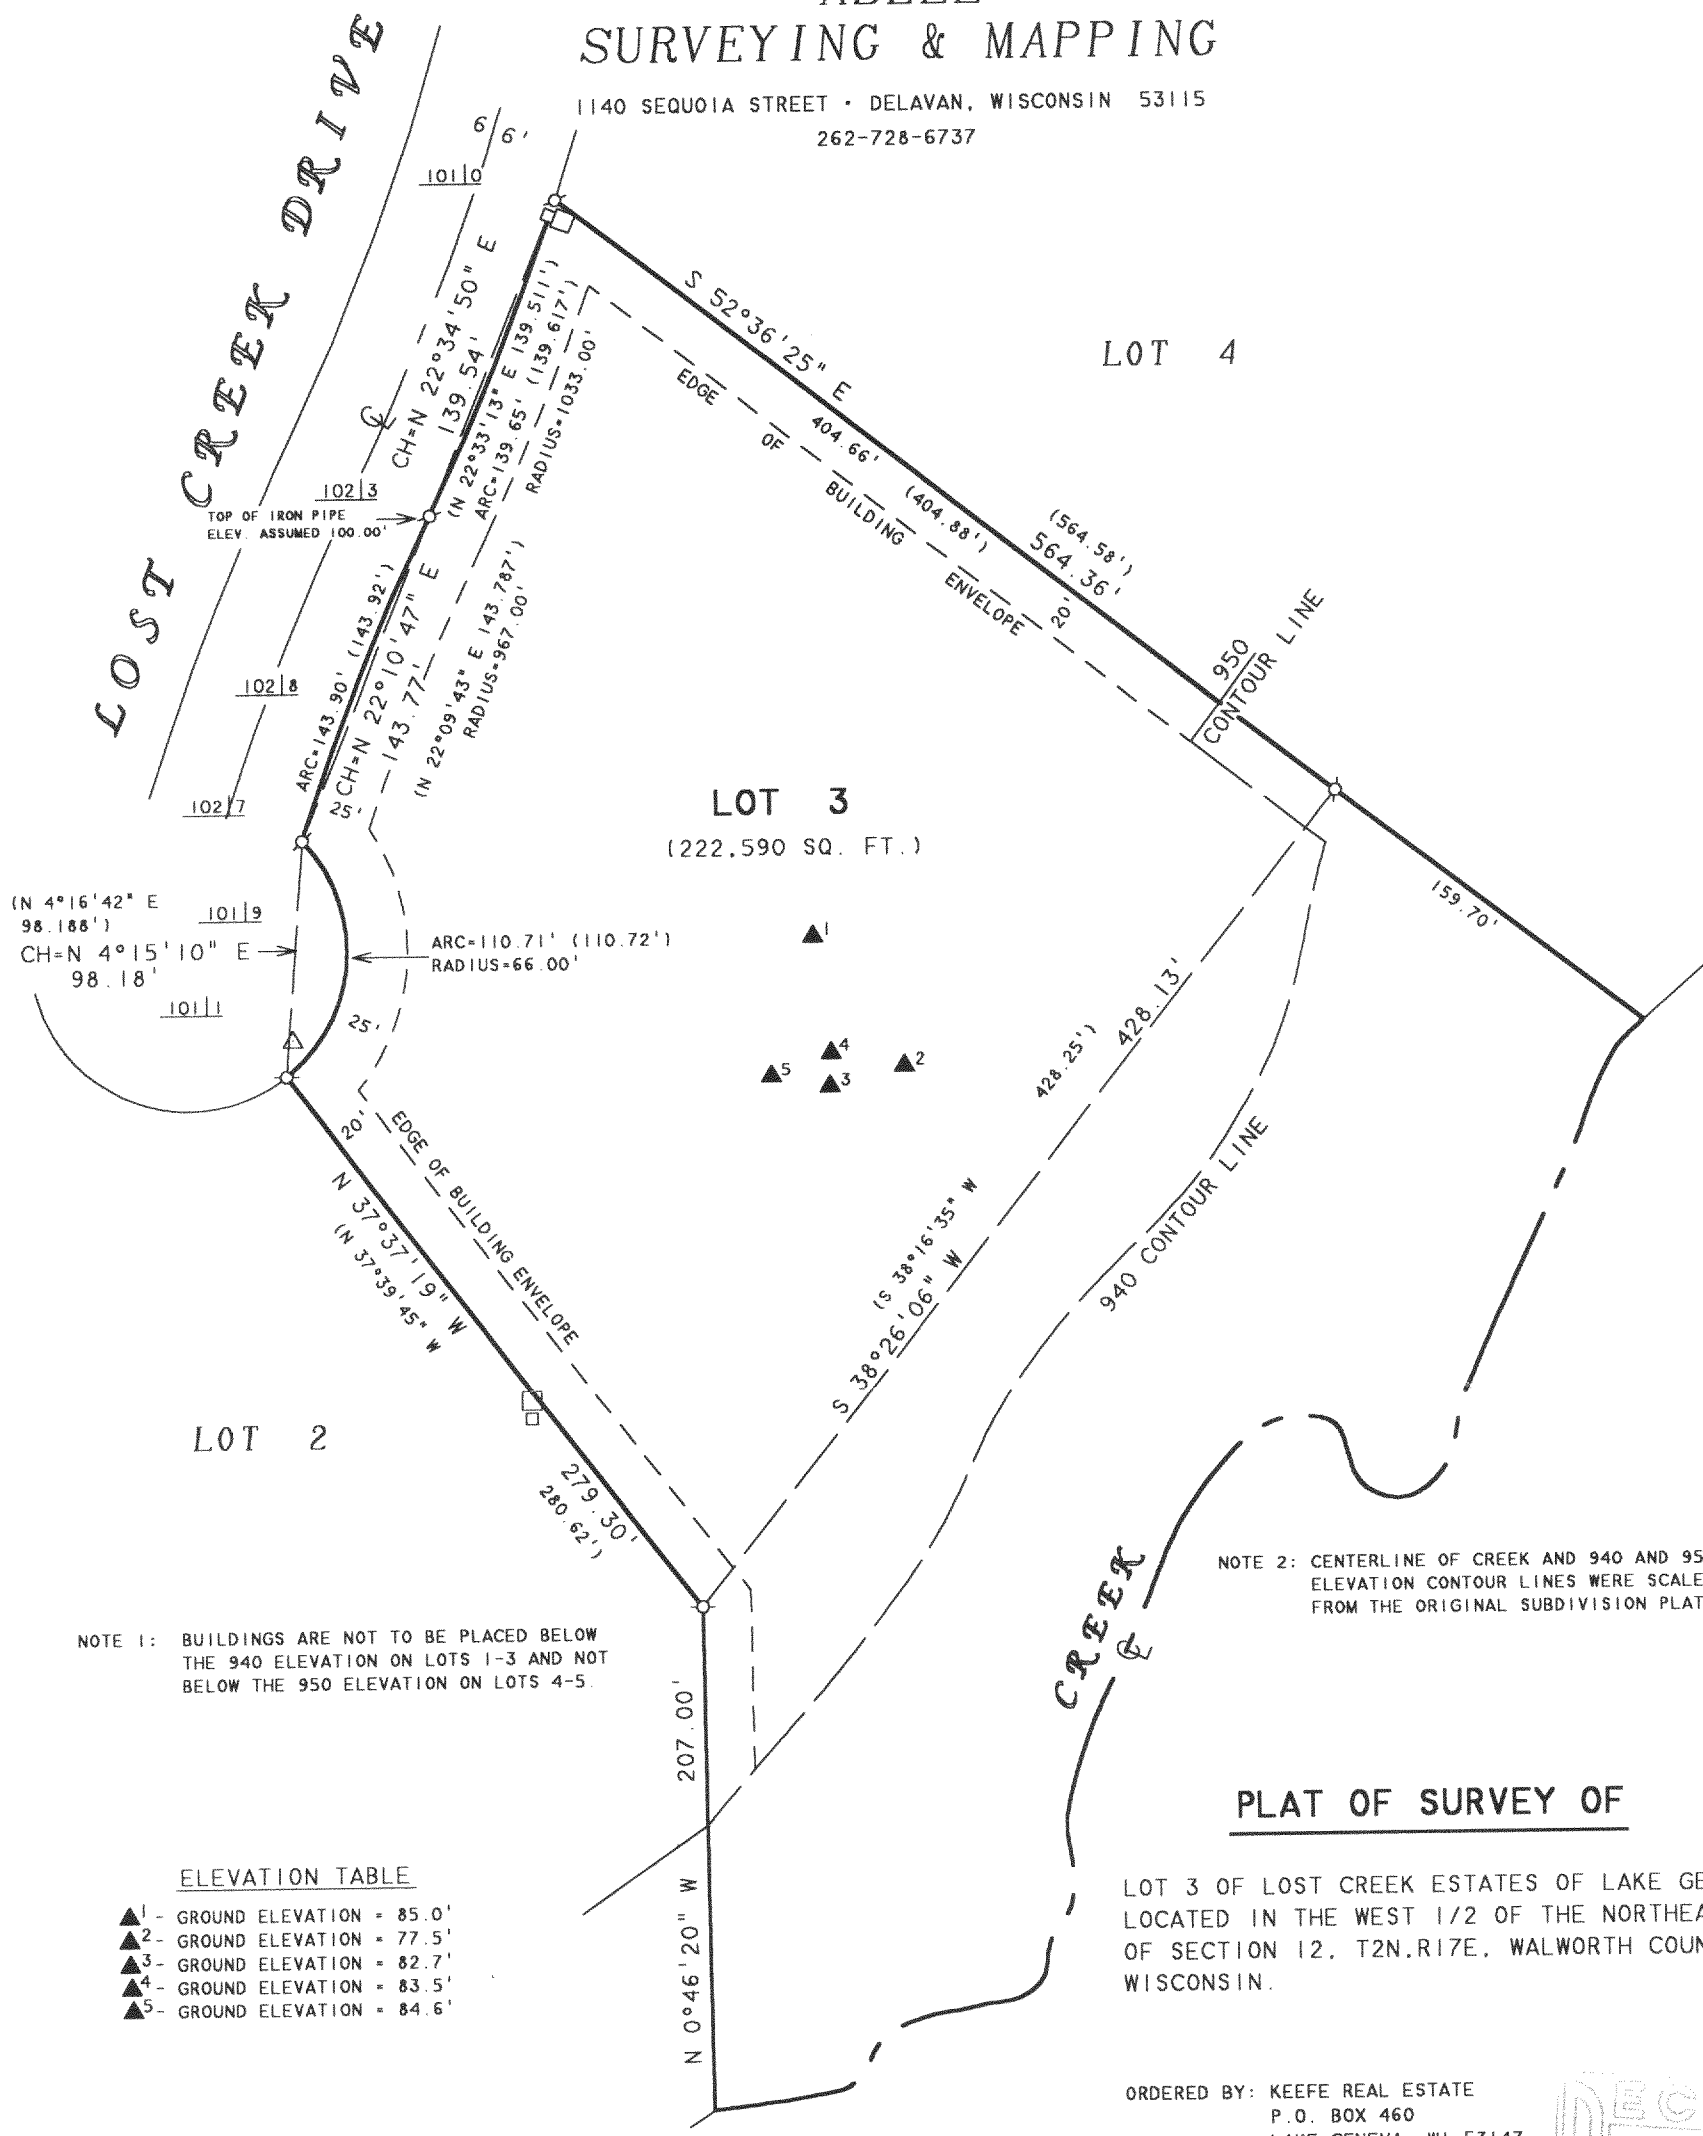 SURVEYING & MAPPING
1140 SEQUOIA STREET • DELAVAN, WISCONSIN 53115
262-728-6737
LOST CREEK DRIVE
6/6'
101|0
102|3
102|8
102|7
101|9
101|1
TOP OF IRON PIPE
ELEV. ASSUMED 100.00'
CH=N 22°34'50" E
139.54'
(N 22°33'13" E 139.511')
ARC=139.65' (139.617')
RADIUS=1033.00'
ARC=143.90' (143.92')
CH=N 22°10'47" E
143.77'
(N 22°09'43" E 143.787')
RADIUS=967.00'
25'
S 52°36'25" E
404.66'
(404.88')
(564.58')
564.36'
20'
EDGE OF BUILDING ENVELOPE
LOT 4
950
CONTOUR LINE
159.70'
LOT 3
(222,590 SQ. FT.)
(N 4°16'42" E
98.188')
CH=N 4°15'10" E
98.18'
ARC=110.71' (110.72')
RADIUS=66.00'
25'
1
4
2
5
3
428.13'
428.25')
(S 38°16'35" W
S 38°26'06" W
940 CONTOUR LINE
20'
EDGE OF BUILDING ENVELOPE
N 37°37'19" W
(N 37°39'45" W
279.30'
280.62')
LOT 2
CREEK
NOTE 2: CENTERLINE OF CREEK AND 940 AND
ELEVATION CONTOUR LINES WERE
FROM THE ORIGINAL SUBDIVISION PLAT
NOTE 1: BUILDINGS ARE NOT TO BE PLACED BELOW
THE 940 ELEVATION ON LOTS 1-3 AND NOT
BELOW THE 950 ELEVATION ON LOTS 4-5.
207.00'
N 0°46'20" W
PLAT OF SURVEY OF
LOT 3 OF LOST CREEK ESTATES OF LAKE
LOCATED IN THE WEST 1/2 OF THE
OF SECTION 12, T2N,R17E, WALWORTH
WISCONSIN.
ELEVATION TABLE
1 - GROUND ELEVATION = 85.0'
2 - GROUND ELEVATION = 77.5'
3 - GROUND ELEVATION = 82.7'
4 - GROUND ELEVATION = 83.5'
5 - GROUND ELEVATION = 84.6'
ORDERED BY: KEEFE REAL ESTATE
P.O. BOX 460